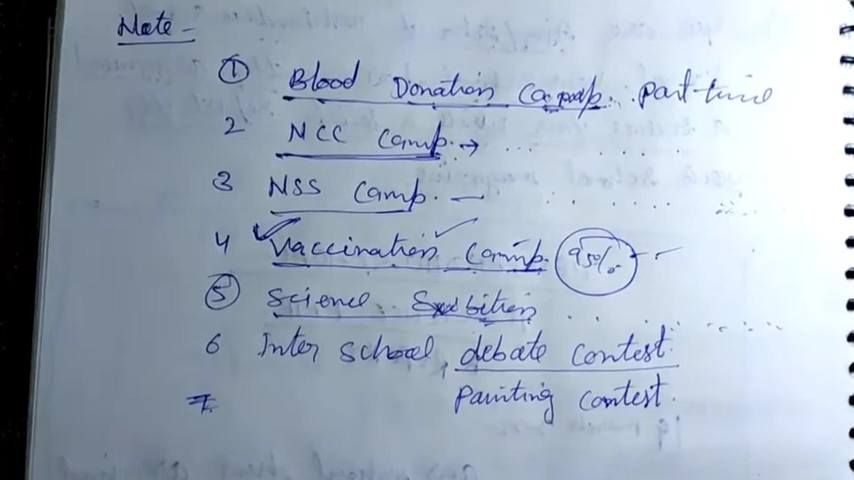 Note -
① Blood Donation Camp. part-time
2 NCC Camp. →
3 NSS Camp. —
4 Vaccination Camp. 95%
⑤ Science Exbition
6 Inter school debate contest.
7 Painting contest.